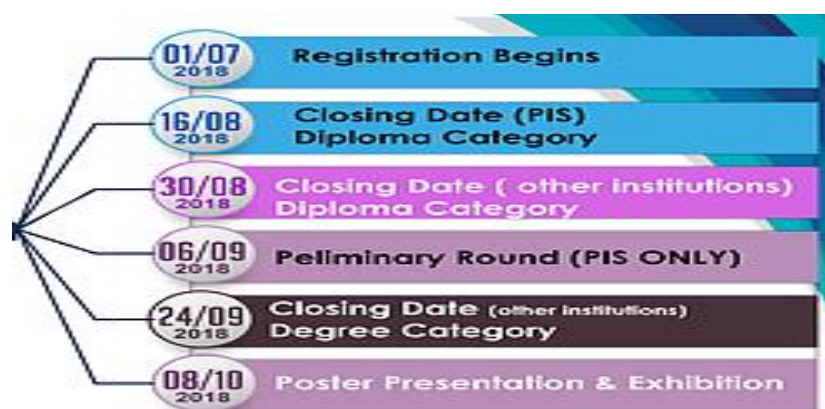 01/07
2018
Registration Begins
16/08
2018
Closing Date (PIS)
Diploma Category
30/08
2018
Closing Date ( other institutions)
Diploma Category
06/09
2018
Peliminary Round (PIS ONLY)
24/09
2018
Closing Date (other institutions)
Degree Category
08/10
2018
Poster Presentation & Exhibition